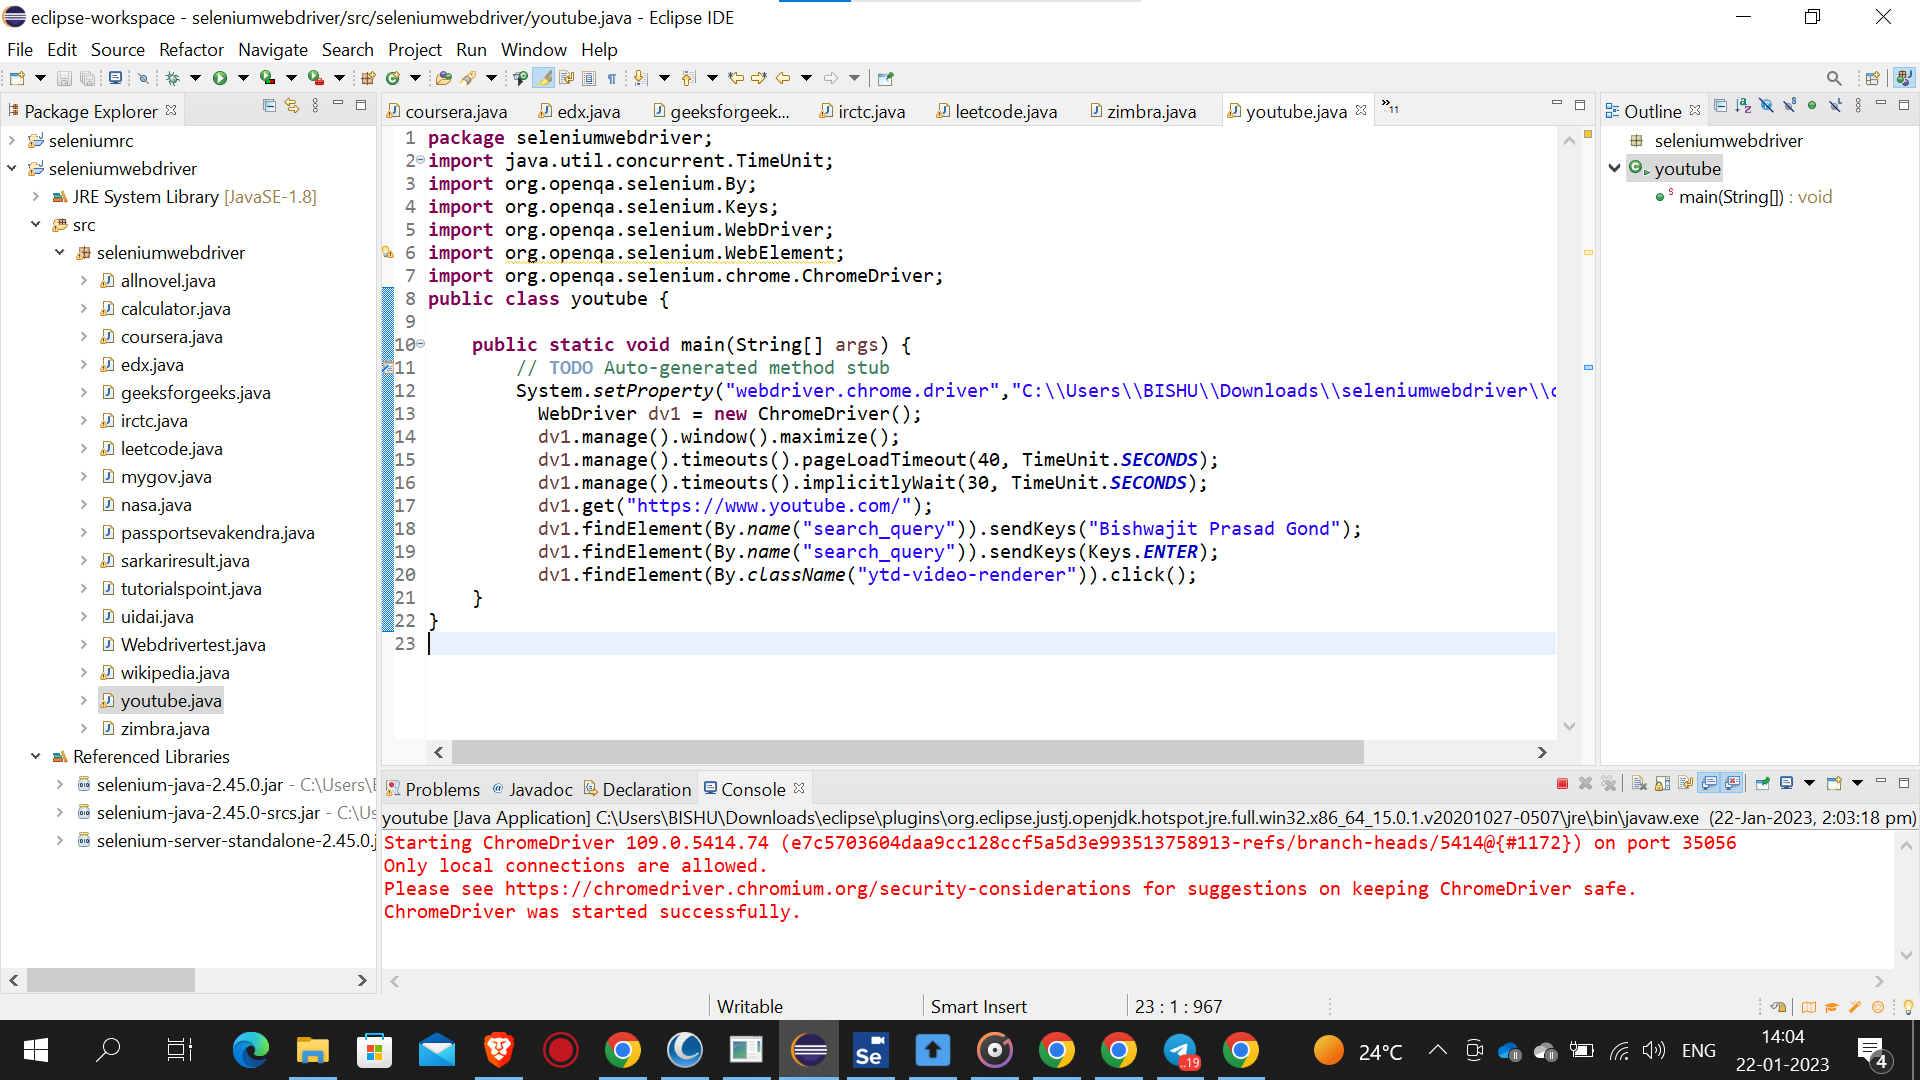 eclipse-workspace - seleniumwebdriver/src/seleniumwebdriver/youtube.java - Eclipse IDE
File Edit Source Refactor Navigate Search Project Run Window Help
Package Explorer
seleniumrc
seleniumwebdriver
JRE System Library [JavaSE-1.8]
src
seleniumwebdriver
allnovel.java
calculator.java
coursera.java
edx.java
geeksforgeeks.java
irctc.java
leetcode.java
mygov.java
nasa.java
passportsevakendra.java
sarkariresult.java
tutorialspoint.java
uidai.java
Webdrivertest.java
wikipedia.java
youtube.java
zimbra.java
Referenced Libraries
selenium-java-2.45.0.jar - C:\Users\
selenium-java-2.45.0-srcs.jar - C:\Us
selenium-server-standalone-2.45.0.j
coursera.java edx.java geeksforgeek... irctc.java leetcode.java zimbra.java youtube.java »11
1 package seleniumwebdriver;
2 import java.util.concurrent.TimeUnit;
3 import org.openqa.selenium.By;
4 import org.openqa.selenium.Keys;
5 import org.openqa.selenium.WebDriver;
6 import org.openqa.selenium.WebElement;
7 import org.openqa.selenium.chrome.ChromeDriver;
8 public class youtube {
9
10 public static void main(String[] args) {
11 // TODO Auto-generated method stub
12 System.setProperty("webdriver.chrome.driver","C:\\Users\\BISHU\\Downloads\\seleniumwebdriver\\c
13 WebDriver dv1 = new ChromeDriver();
14 dv1.manage().window().maximize();
15 dv1.manage().timeouts().pageLoadTimeout(40, TimeUnit.SECONDS);
16 dv1.manage().timeouts().implicitlyWait(30, TimeUnit.SECONDS);
17 dv1.get("https://www.youtube.com/");
18 dv1.findElement(By.name("search_query")).sendKeys("Bishwajit Prasad Gond");
19 dv1.findElement(By.name("search_query")).sendKeys(Keys.ENTER);
20 dv1.findElement(By.className("ytd-video-renderer")).click();
21 }
22 }
23
Outline
seleniumwebdriver
youtube
main(String[]) : void
Problems @ Javadoc Declaration Console
youtube [Java Application] C:\Users\BISHU\Downloads\eclipse\plugins\org.eclipse.justj.openjdk.hotspot.jre.full.win32.x86_64_15.0.1.v20201027-0507\jre\bin\javaw.exe (22-Jan-2023, 2:03:18 pm)
Starting ChromeDriver 109.0.5414.74 (e7c5703604daa9cc128ccf5a5d3e993513758913-refs/branch-heads/5414@{#1172}) on port 35056
Only local connections are allowed.
Please see https://chromedriver.chromium.org/security-considerations for suggestions on keeping ChromeDriver safe.
ChromeDriver was started successfully.
Writable Smart Insert 23 : 1 : 967
Se
..19
24°C
ENG
14:04
22-01-2023
4